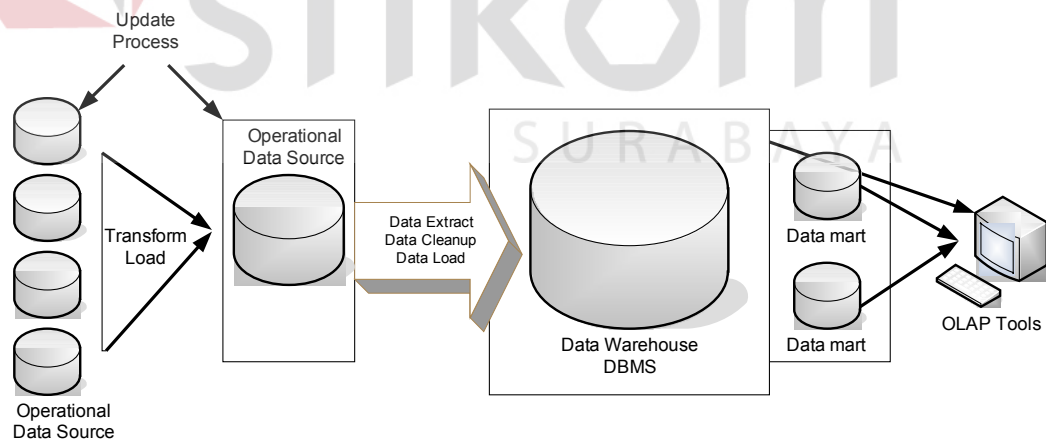 stikom
SURABAYA
Update
Process
Operational
Data Source
Transform
Load
Data Extract
Data Cleanup
Data Load
Data Warehouse
DBMS
Data mart
Data mart
OLAP Tools
Operational
Data Source